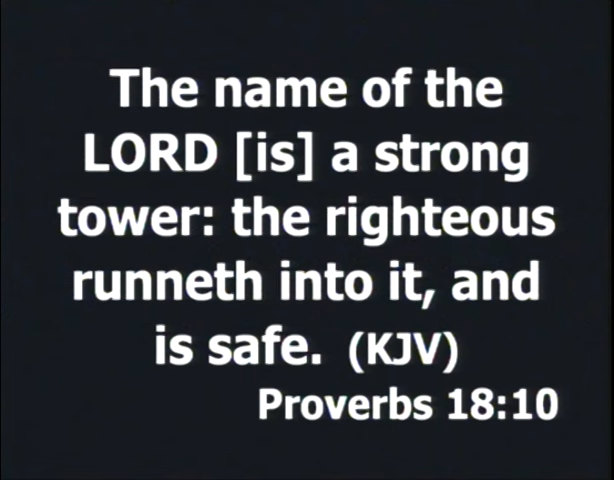 The name of the
LORD [is] a strong
tower: the righteous
runneth into it, and
is safe. (KJV)
Proverbs 18:10